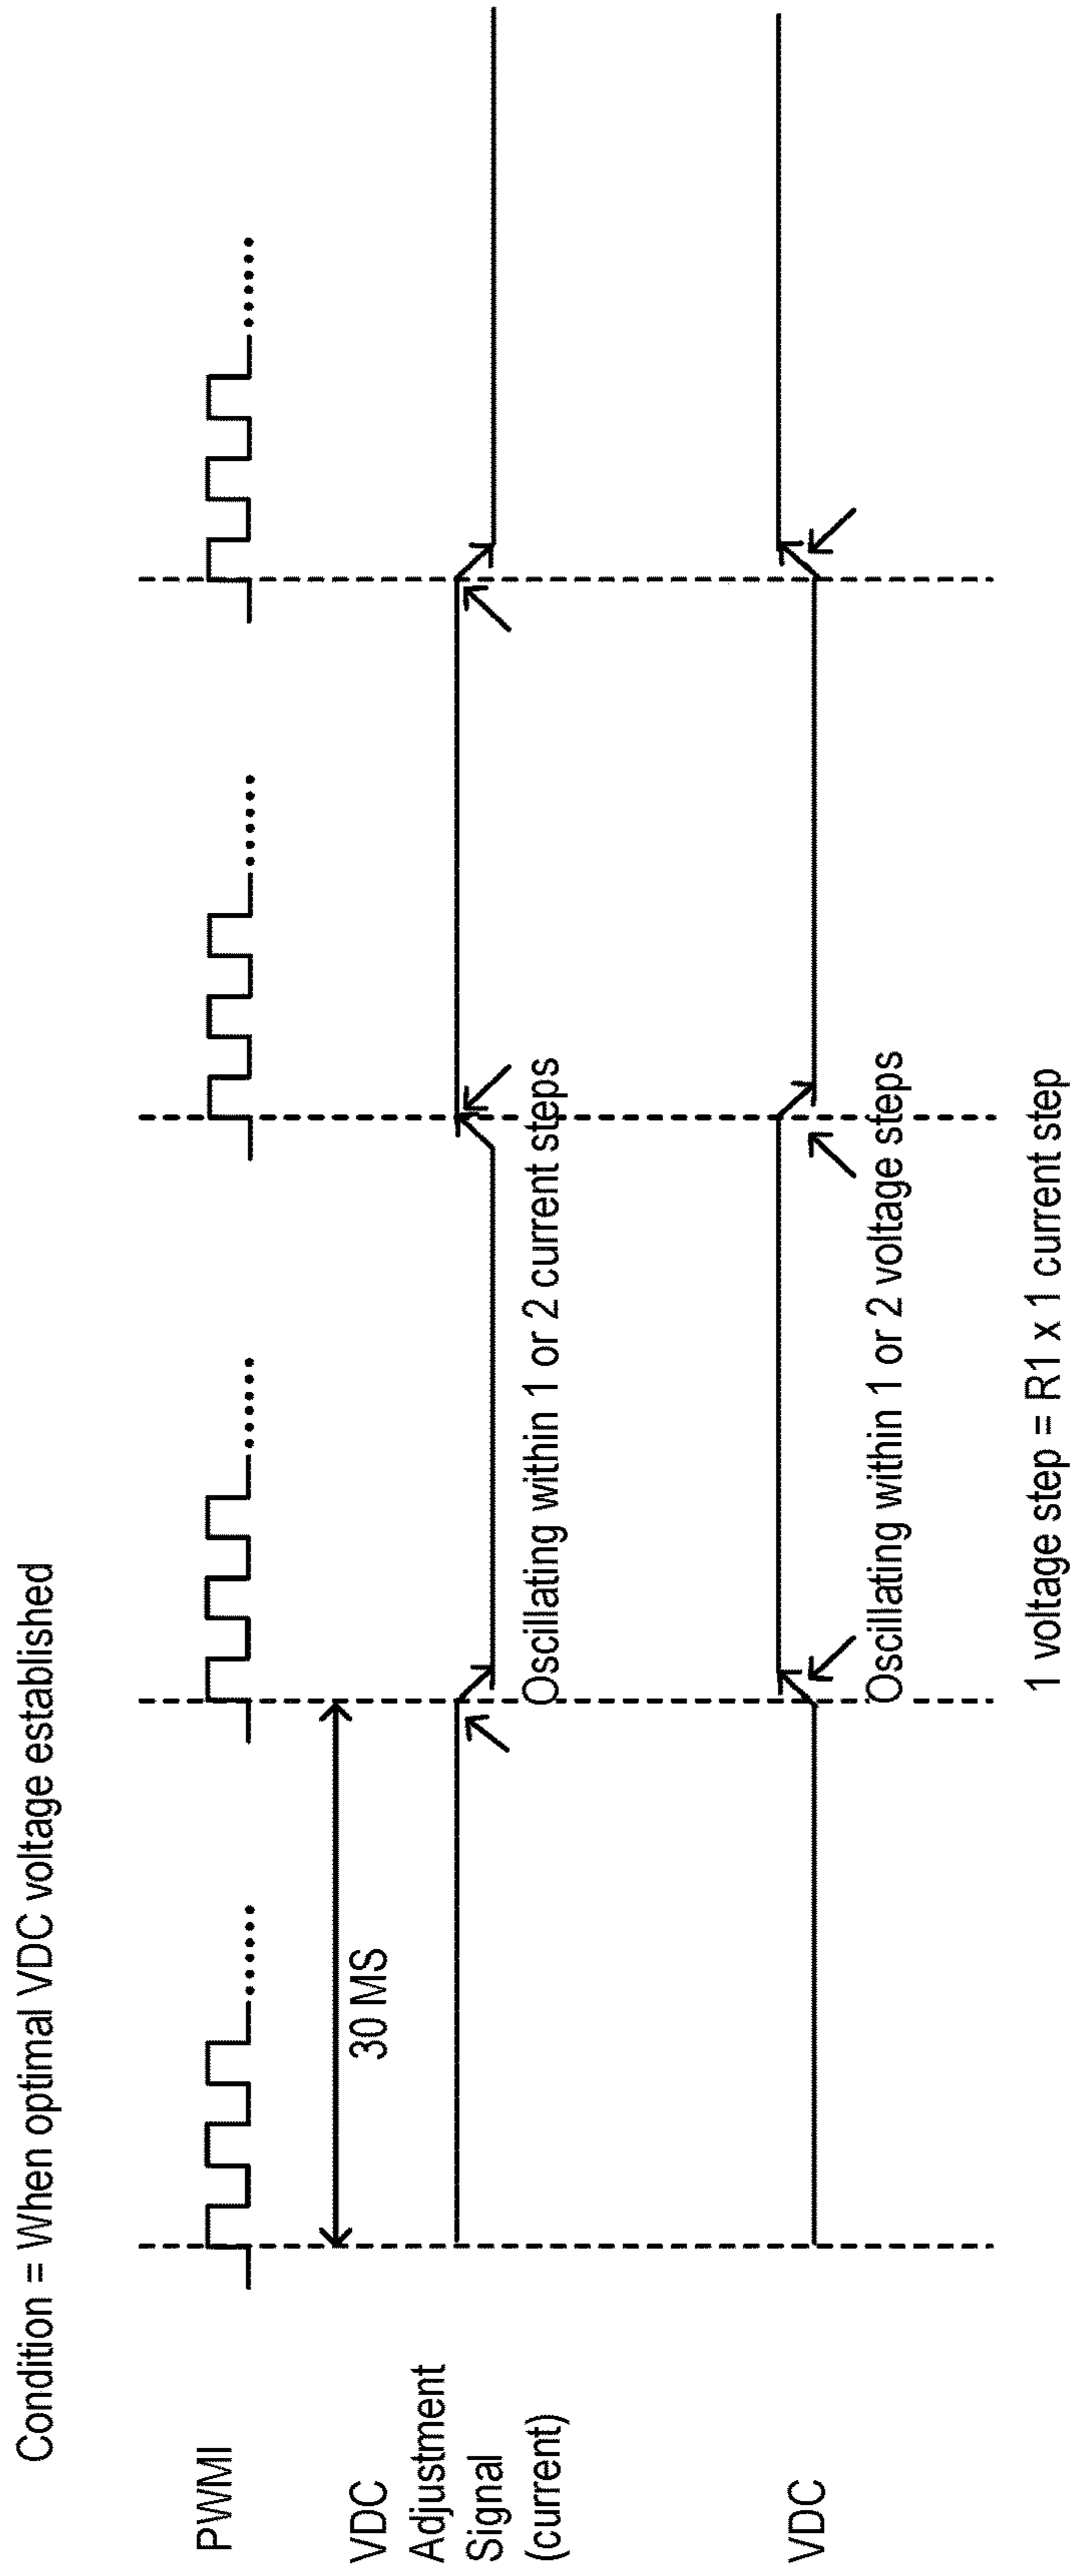 Condition = When optimal VDC voltage established
PWMI
30 MS
VDC
Adjustment
Signal
(current)
Oscillating within 1 or 2 current steps
VDC
Oscillating within 1 or 2 voltage steps
1 voltage step = R1 x 1 current step